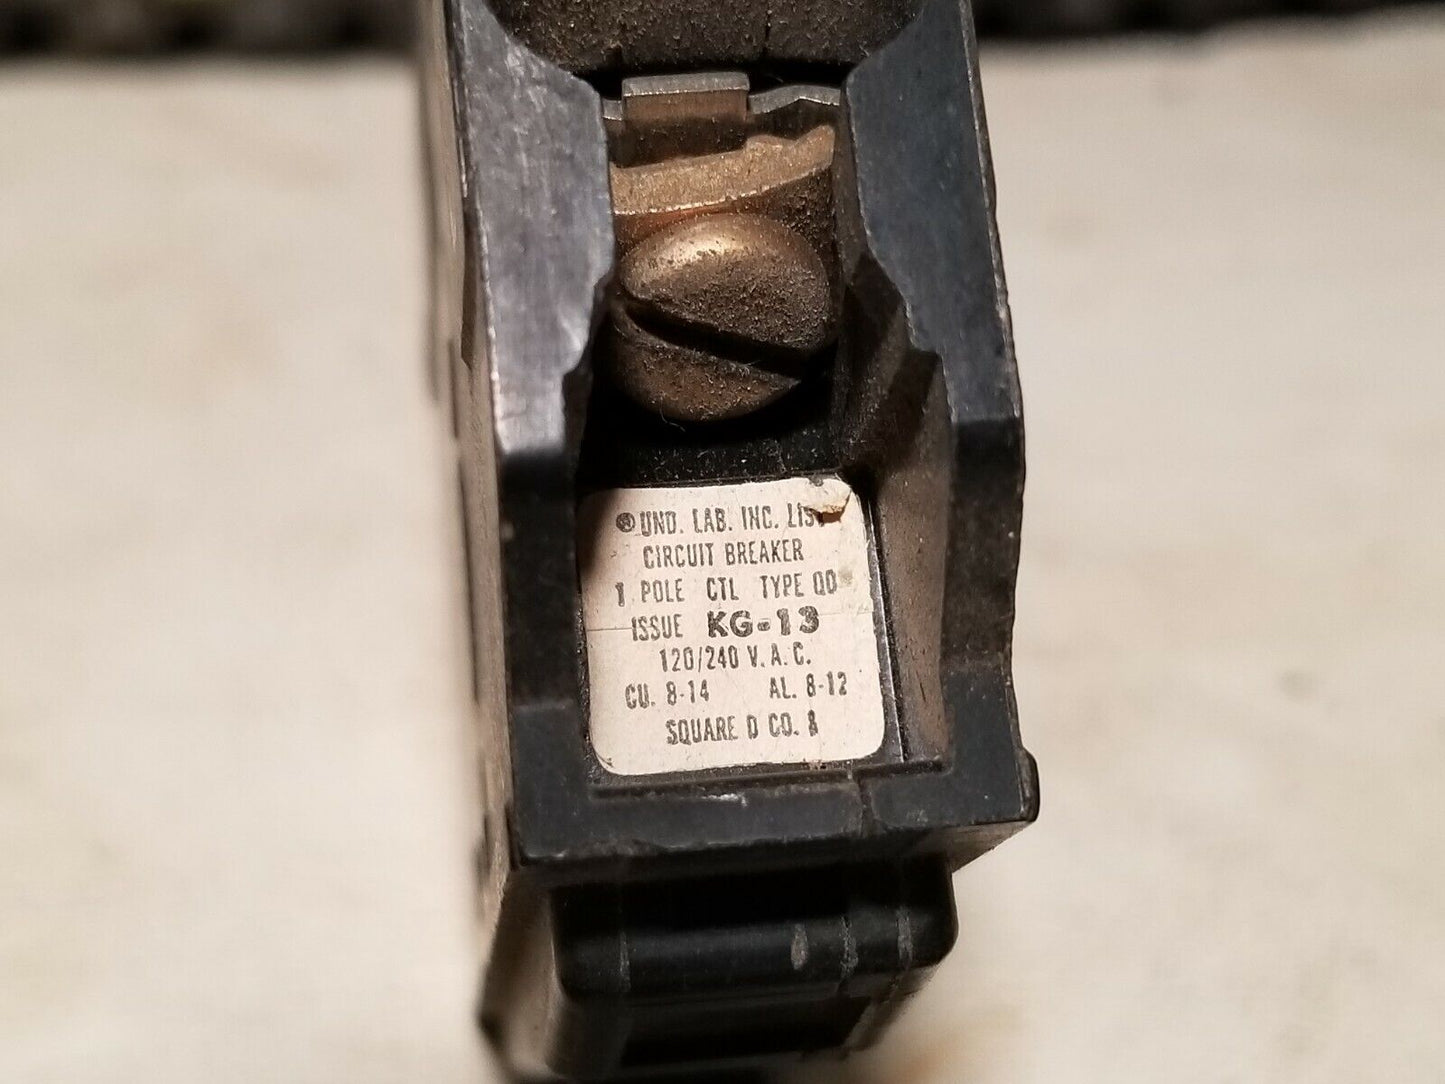 ® UND. LAB. INC. LIST
CIRCUIT BREAKER
1 POLE CTL TYPE QO
ISSUE KG-13
120/240 V.A.C.
CU. 8-14 AL. 8-12
SQUARE D CO. &